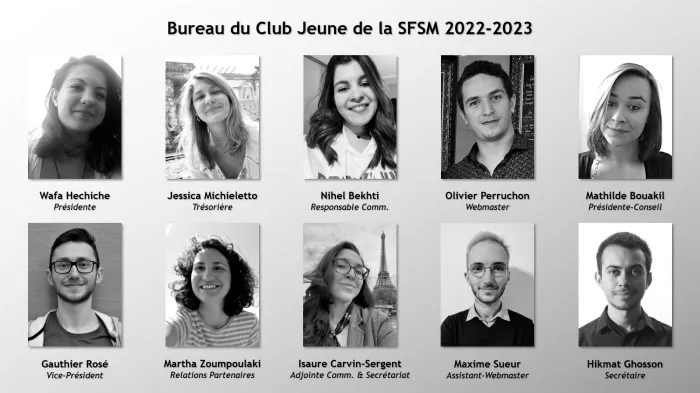 Bureau du Club Jeune de la SFSM 2022-2023
Wafa Hechiche
Présidente
Jessica Michieletto
Trésorière
Nihel Bekhti
Responsable Comm.
Olivier Perruchon
Webmaster
Mathilde Bouakil
Présidente-Conseil
Gauthier Rosé
Vice-Président
Martha Zoumpoulaki
Relations Partenaires
Isaure Carvin-Sergent
Adjointe Comm. & Secrétariat
Maxime Sueur
Assistant-Webmaster
Hikmat Ghosson
Secrétaire